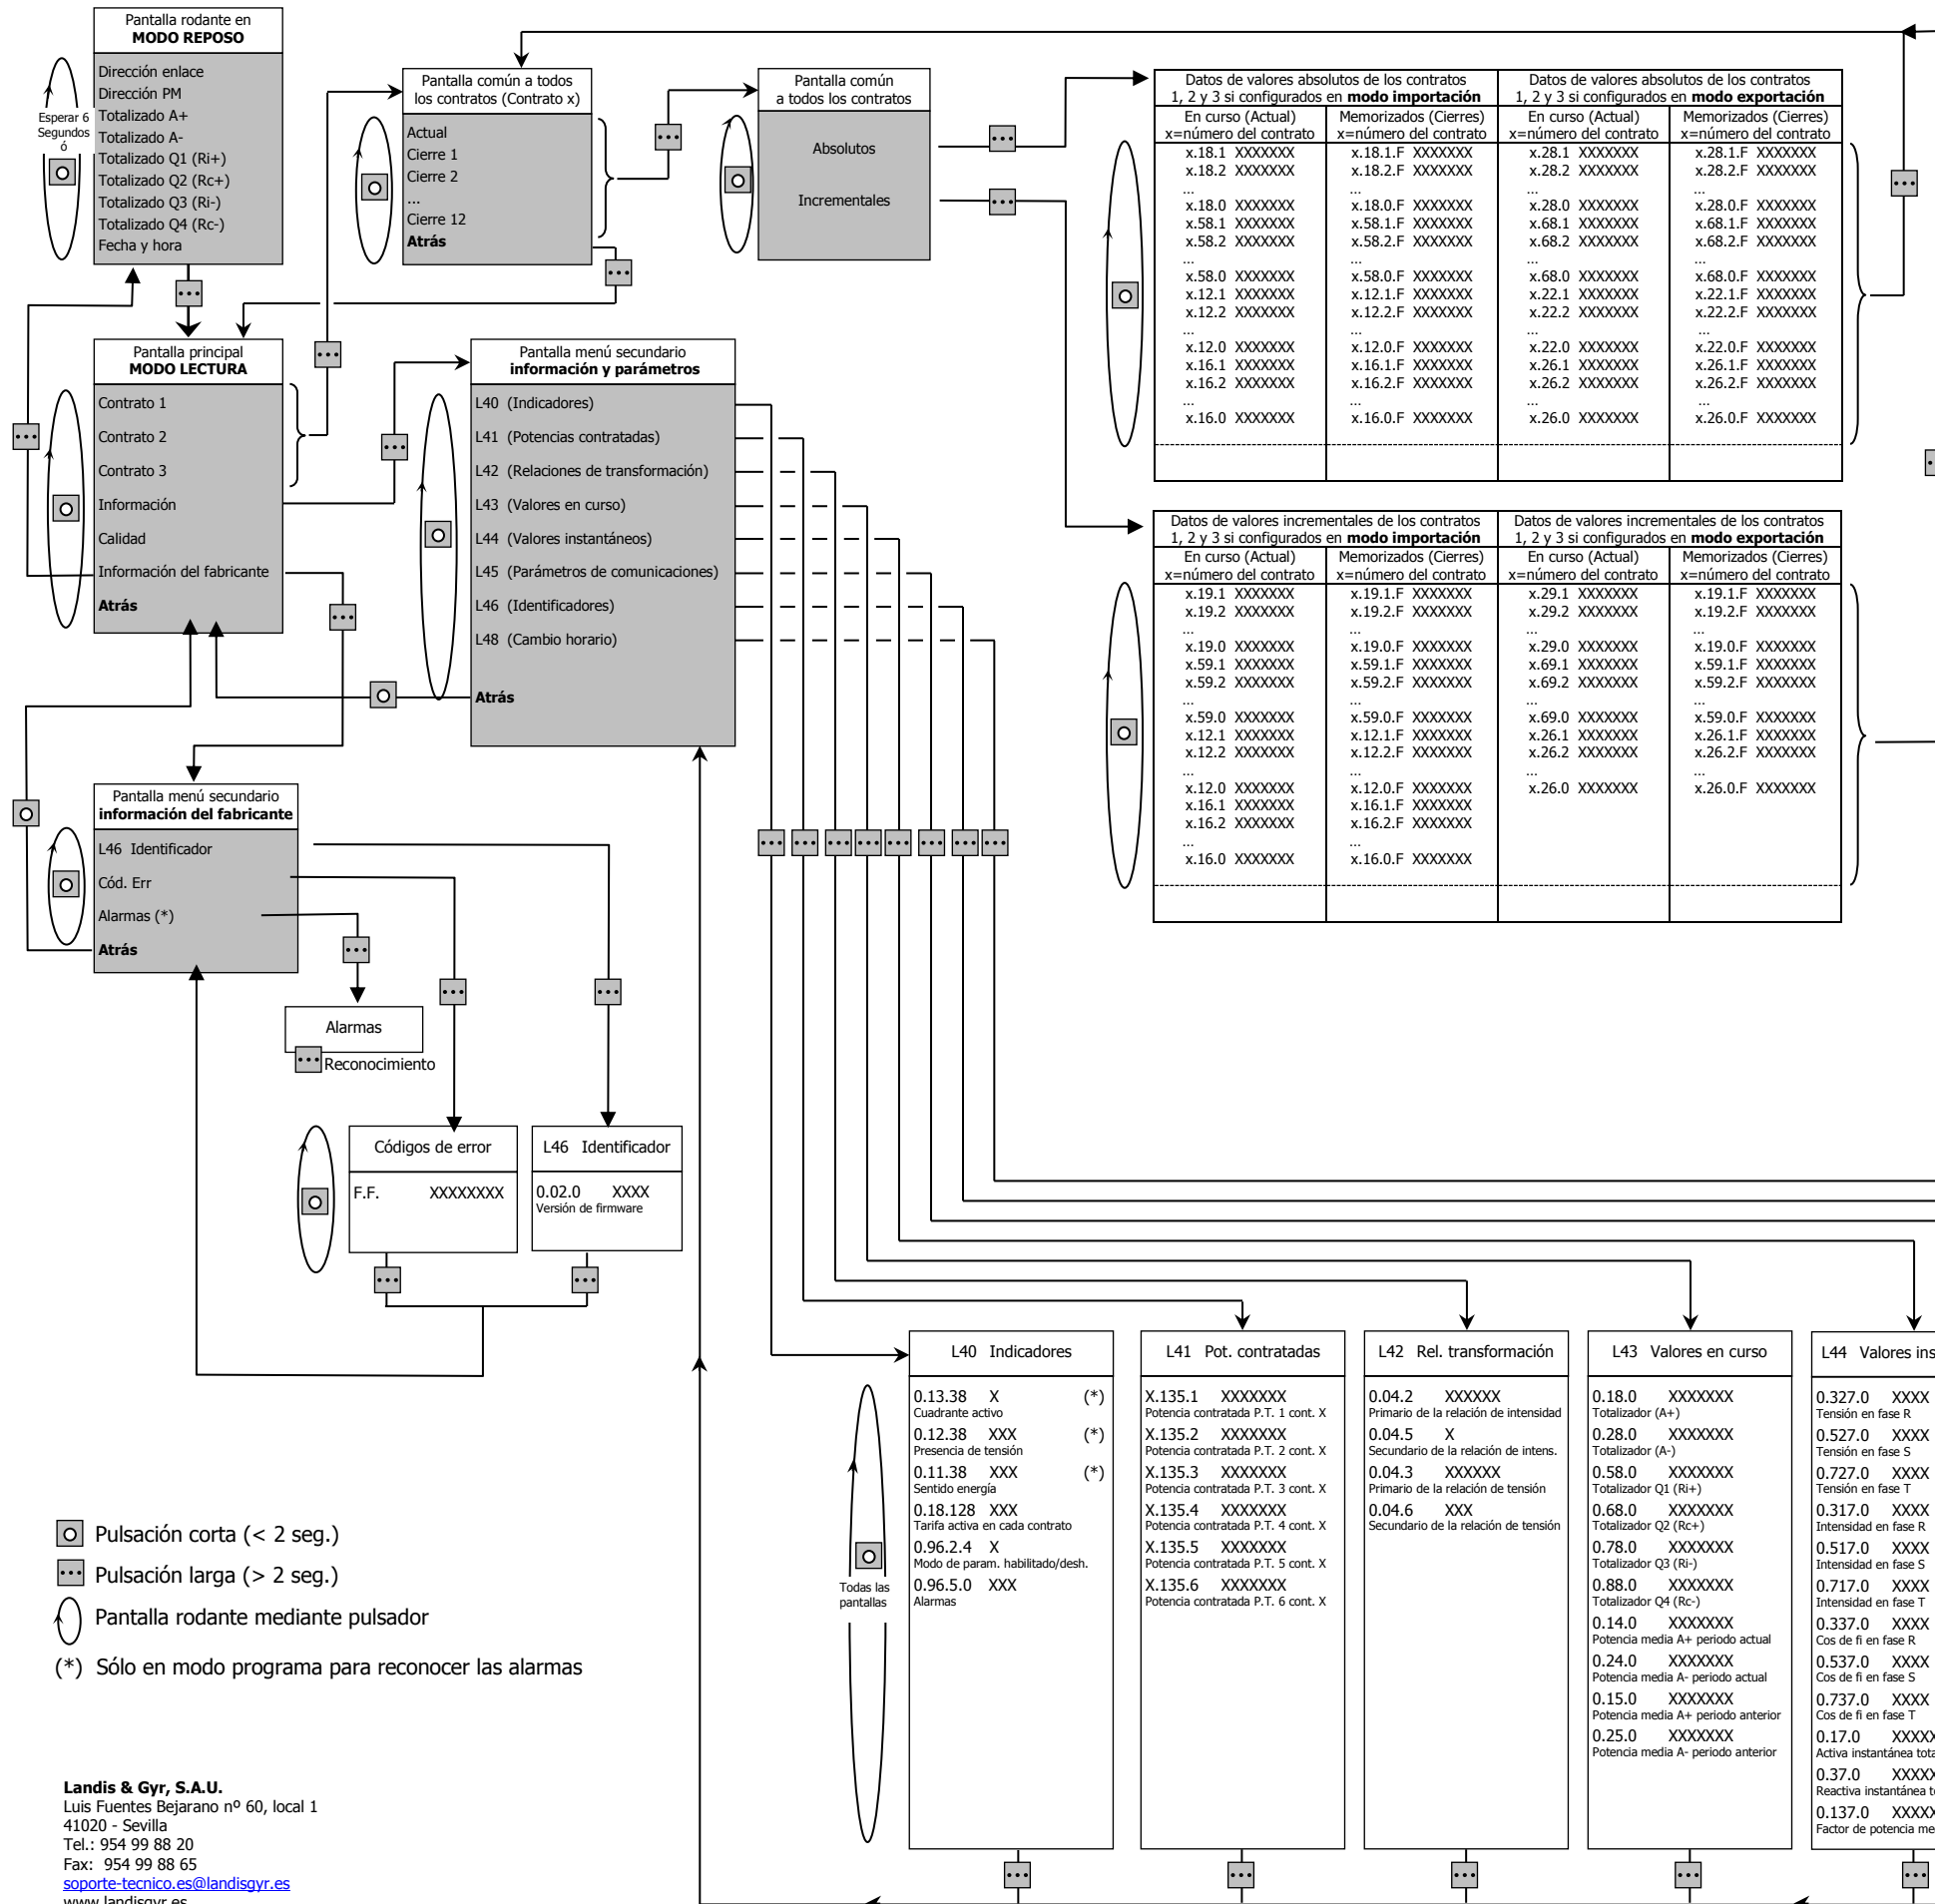 Pantalla rodante en
MODO REPOSO
Dirección enlace
Dirección PM
Totalizado A+
Totalizado A-
Totalizado Q1 (Ri+)
Totalizado Q2 (Rc+)
Totalizado Q3 (Ri-)
Totalizado Q4 (Rc-)
Fecha y hora
Esperar 6
Segundos
ó
Pantalla común a todos
los contratos (Contrato x)
Actual
Cierre 1
Cierre 2
...
Cierre 12
Atrás
Pantalla común
a todos los contratos
Absolutos
Incrementales
Datos de valores absolutos de los contratos
1, 2 y 3 si configurados en modo importación
Datos de valores absolutos de los contratos
1, 2 y 3 si configurados en modo exportación
En curso (Actual)
x=número del contrato
Memorizados (Cierres)
x=número del contrato
En curso (Actual)
x=número del contrato
Memorizados (Cierres)
x=número del contrato
x.18.1 XXXXXXX
x.18.2 XXXXXXX
...
x.18.0 XXXXXXX
x.58.1 XXXXXXX
x.58.2 XXXXXXX
...
x.58.0 XXXXXXX
x.12.1 XXXXXXX
x.12.2 XXXXXXX
...
x.12.0 XXXXXXX
x.16.1 XXXXXXX
x.16.2 XXXXXXX
...
x.16.0 XXXXXXX
x.18.1.F XXXXXXX
x.18.2.F XXXXXXX
...
x.18.0.F XXXXXXX
x.58.1.F XXXXXXX
x.58.2.F XXXXXXX
...
x.58.0.F XXXXXXX
x.12.1.F XXXXXXX
x.12.2.F XXXXXXX
...
x.12.0.F XXXXXXX
x.16.1.F XXXXXXX
x.16.2.F XXXXXXX
...
x.16.0.F XXXXXXX
x.28.1 XXXXXXX
x.28.2 XXXXXXX
...
x.28.0 XXXXXXX
x.68.1 XXXXXXX
x.68.2 XXXXXXX
...
x.68.0 XXXXXXX
x.22.1 XXXXXXX
x.22.2 XXXXXXX
...
x.22.0 XXXXXXX
x.26.1 XXXXXXX
x.26.2 XXXXXXX
...
x.26.0 XXXXXXX
x.28.1.F XXXXXXX
x.28.2.F XXXXXXX
...
x.28.0.F XXXXXXX
x.68.1.F XXXXXXX
x.68.2.F XXXXXXX
...
x.68.0.F XXXXXXX
x.22.1.F XXXXXXX
x.22.2.F XXXXXXX
...
x.22.0.F XXXXXXX
x.26.1.F XXXXXXX
x.26.2.F XXXXXXX
...
x.26.0.F XXXXXXX
Pantalla principal
MODO LECTURA
Contrato 1
Contrato 2
Contrato 3
Información
Calidad
Información del fabricante
Atrás
Pantalla menú secundario
información y parámetros
L40 (Indicadores)
L41 (Potencias contratadas)
L42 (Relaciones de transformación)
L43 (Valores en curso)
L44 (Valores instantáneos)
L45 (Parámetros de comunicaciones)
L46 (Identificadores)
L48 (Cambio horario)
Atrás
Datos de valores incrementales de los contratos
1, 2 y 3 si configurados en modo importación
Datos de valores incrementales de los contratos
1, 2 y 3 si configurados en modo exportación
En curso (Actual)
x=número del contrato
Memorizados (Cierres)
x=número del contrato
En curso (Actual)
x=número del contrato
Memorizados (Cierres)
x=número del contrato
x.19.1 XXXXXXX
x.19.2 XXXXXXX
...
x.19.0 XXXXXXX
x.59.1 XXXXXXX
x.59.2 XXXXXXX
...
x.59.0 XXXXXXX
x.12.1 XXXXXXX
x.12.2 XXXXXXX
...
x.12.0 XXXXXXX
x.16.1 XXXXXXX
x.16.2 XXXXXXX
...
x.16.0 XXXXXXX
x.19.1.F XXXXXXX
x.19.2.F XXXXXXX
...
x.19.0.F XXXXXXX
x.59.1.F XXXXXXX
x.59.2.F XXXXXXX
...
x.59.0.F XXXXXXX
x.12.1.F XXXXXXX
x.12.2.F XXXXXXX
...
x.12.0.F XXXXXXX
x.16.1.F XXXXXXX
x.16.2.F XXXXXXX
...
x.16.0.F XXXXXXX
x.29.1 XXXXXXX
x.29.2 XXXXXXX
...
x.29.0 XXXXXXX
x.69.1 XXXXXXX
x.69.2 XXXXXXX
...
x.69.0 XXXXXXX
x.26.1 XXXXXXX
x.26.2 XXXXXXX
...
x.26.0 XXXXXXX
x.19.1.F XXXXXXX
x.19.2.F XXXXXXX
...
x.19.0.F XXXXXXX
x.59.1.F XXXXXXX
x.59.2.F XXXXXXX
...
x.59.0.F XXXXXXX
x.26.1.F XXXXXXX
x.26.2.F XXXXXXX
...
x.26.0.F XXXXXXX
Pantalla menú secundario
información del fabricante
L46 Identificador
Cód. Err
Alarmas (*)
Atrás
Alarmas
Reconocimiento
Códigos de error
F.F. XXXXXXXX
L46 Identificador
0.02.0 XXXX
Versión de firmware
L40 Indicadores
0.13.38 X (*)
Cuadrante activo
0.12.38 XXX (*)
Presencia de tensión
0.11.38 XXX (*)
Sentido energía
0.18.128 XXX
Tarifa activa en cada contrato
0.96.2.4 X
Modo de param. habilitado/desh.
0.96.5.0 XXX
Alarmas
Todas las
pantallas
L41 Pot. contratadas
X.135.1 XXXXXXX
Potencia contratada P.T. 1 cont. X
X.135.2 XXXXXXX
Potencia contratada P.T. 2 cont. X
X.135.3 XXXXXXX
Potencia contratada P.T. 3 cont. X
X.135.4 XXXXXXX
Potencia contratada P.T. 4 cont. X
X.135.5 XXXXXXX
Potencia contratada P.T. 5 cont. X
X.135.6 XXXXXXX
Potencia contratada P.T. 6 cont. X
L42 Rel. transformación
0.04.2 XXXXXX
Primario de la relación de intensidad
0.04.5 X
Secundario de la relación de intens.
0.04.3 XXXXXX
Primario de la relación de tensión
0.04.6 XXX
Secundario de la relación de tensión
L43 Valores en curso
0.18.0 XXXXXXX
Totalizador (A+)
0.28.0 XXXXXXX
Totalizador (A-)
0.58.0 XXXXXXX
Totalizador Q1 (Ri+)
0.68.0 XXXXXXX
Totalizador Q2 (Rc+)
0.78.0 XXXXXXX
Totalizador Q3 (Ri-)
0.88.0 XXXXXXX
Totalizador Q4 (Rc-)
0.14.0 XXXXXXX
Potencia media A+ periodo actual
0.24.0 XXXXXXX
Potencia media A- periodo actual
0.15.0 XXXXXXX
Potencia media A+ periodo anterior
0.25.0 XXXXXXX
Potencia media A- periodo anterior
L44 Valores ins
0.327.0 XXXX
Tensión en fase R
0.527.0 XXXX
Tensión en fase S
0.727.0 XXXX
Tensión en fase T
0.317.0 XXXX
Intensidad en fase R
0.517.0 XXXX
Intensidad en fase S
0.717.0 XXXX
Intensidad en fase T
0.337.0 XXXX
Cos de fi en fase R
0.537.0 XXXX
Cos de fi en fase S
0.737.0 XXXX
Cos de fi en fase T
0.17.0 XXXXX
Activa instantánea tota
0.37.0 XXXXX
Reactiva instantánea to
0.137.0 XXXXX
Factor de potencia me
Pulsación corta (< 2 seg.)
Pulsación larga (> 2 seg.)
Pantalla rodante mediante pulsador
(*) Sólo en modo programa para reconocer las alarmas
Landis & Gyr, S.A.U.
Luis Fuentes Bejarano nº 60, local 1
41020 - Sevilla
Tel.: 954 99 88 20
Fax: 954 99 88 65
soporte-tecnico.es@landisgyr.es
www.landisgyr.es